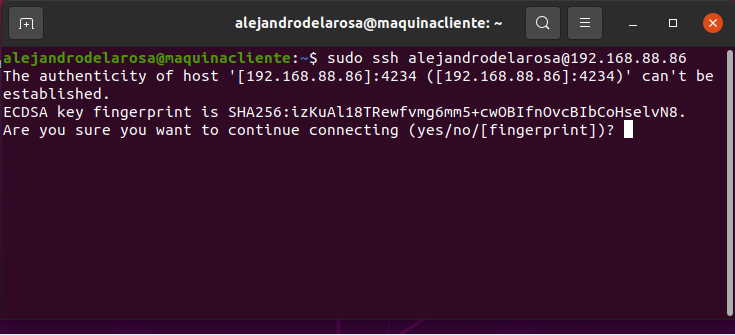 alejandrodelarosa@maquinacliente: ~
alejandrodelarosa@maquinacliente:~$ sudo ssh alejandrodelarosa@192.168.88.86
The authenticity of host '[192.168.88.86]:4234 ([192.168.88.86]:4234)' can't be
established.
ECDSA key fingerprint is SHA256:izKuAl18TRewfvmg6mm5+cwOBIfnOvcBIbCoHselvN8.
Are you sure you want to continue connecting (yes/no/[fingerprint])?